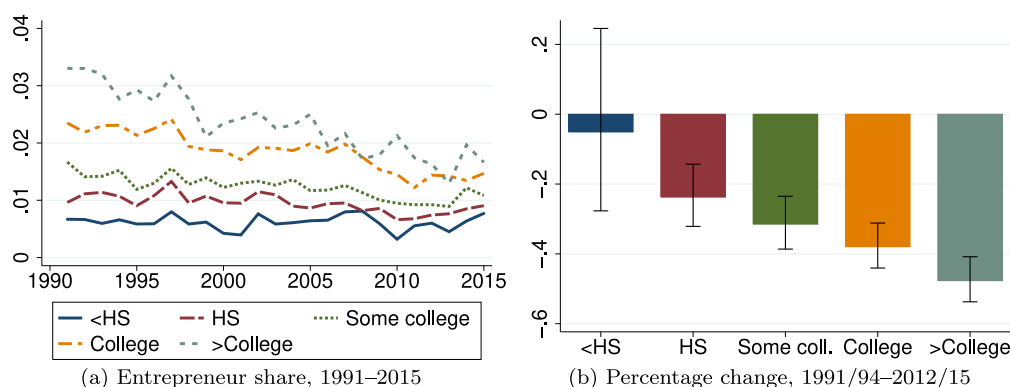 .04
.03
.02
.01
0
1990 1995 2000 2005 2010 2015
<HS HS Some college
College >College
(a) Entrepreneur share, 1991–2015
.2
0
-.2
-.4
-.6
<HS HS Some coll. College >College
(b) Percentage change, 1991/94–2012/15